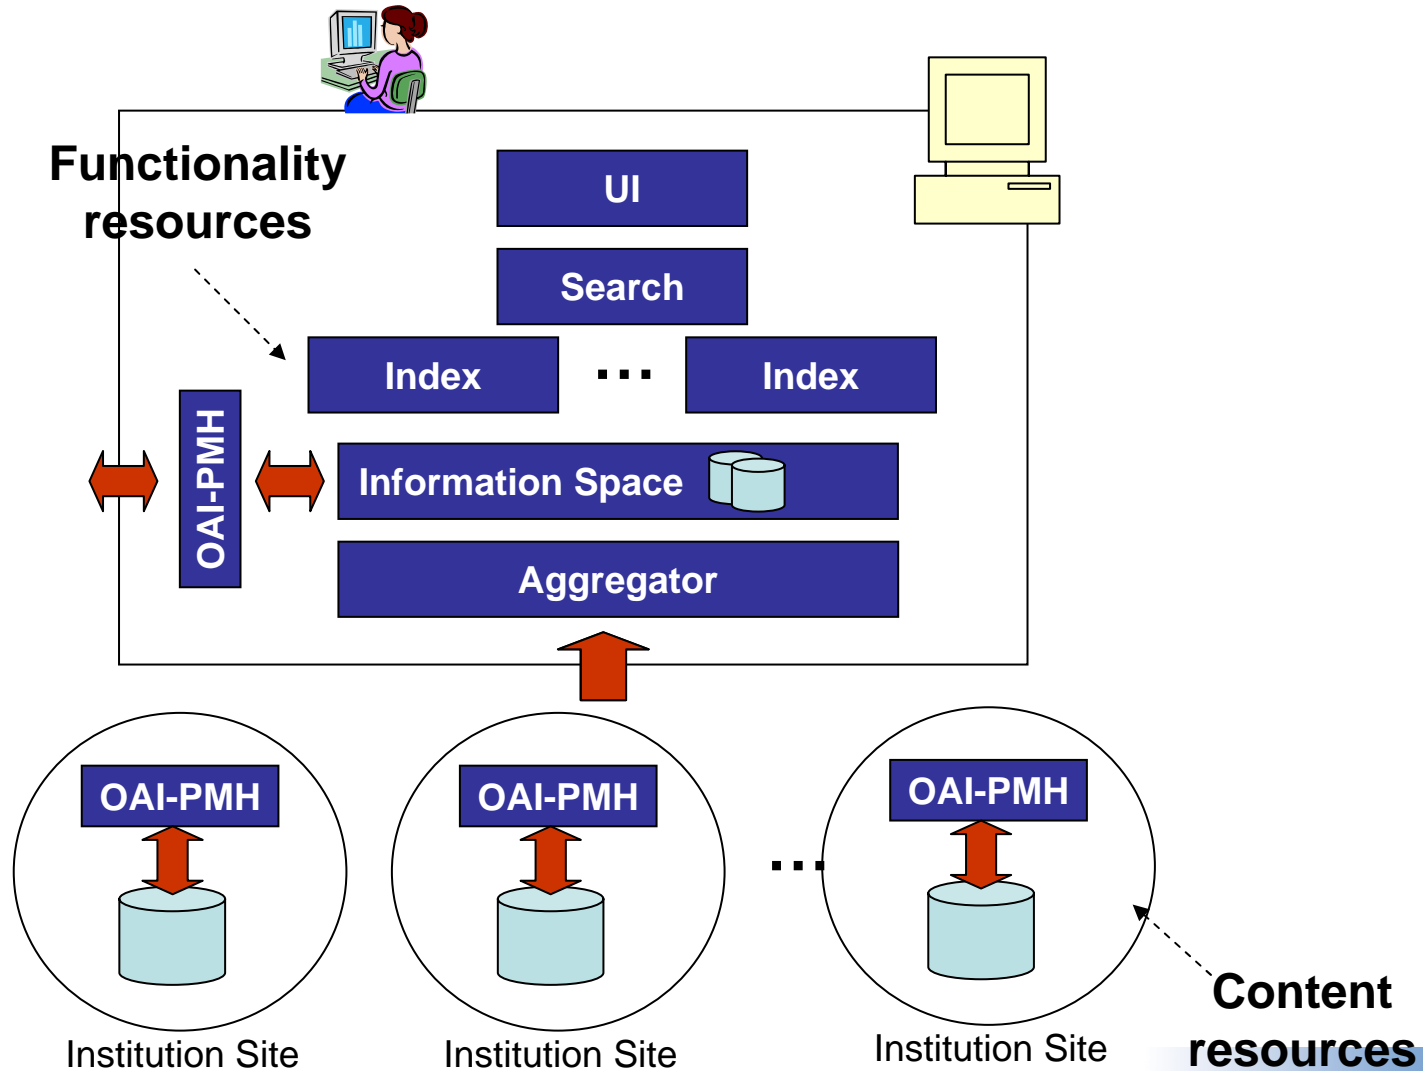 Functionality
resources
UI
Search
Index
...
Index
OAI-PMH
Information Space
Aggregator
OAI-PMH
OAI-PMH
...
OAI-PMH
Institution Site
Institution Site
Institution Site
Content
resources